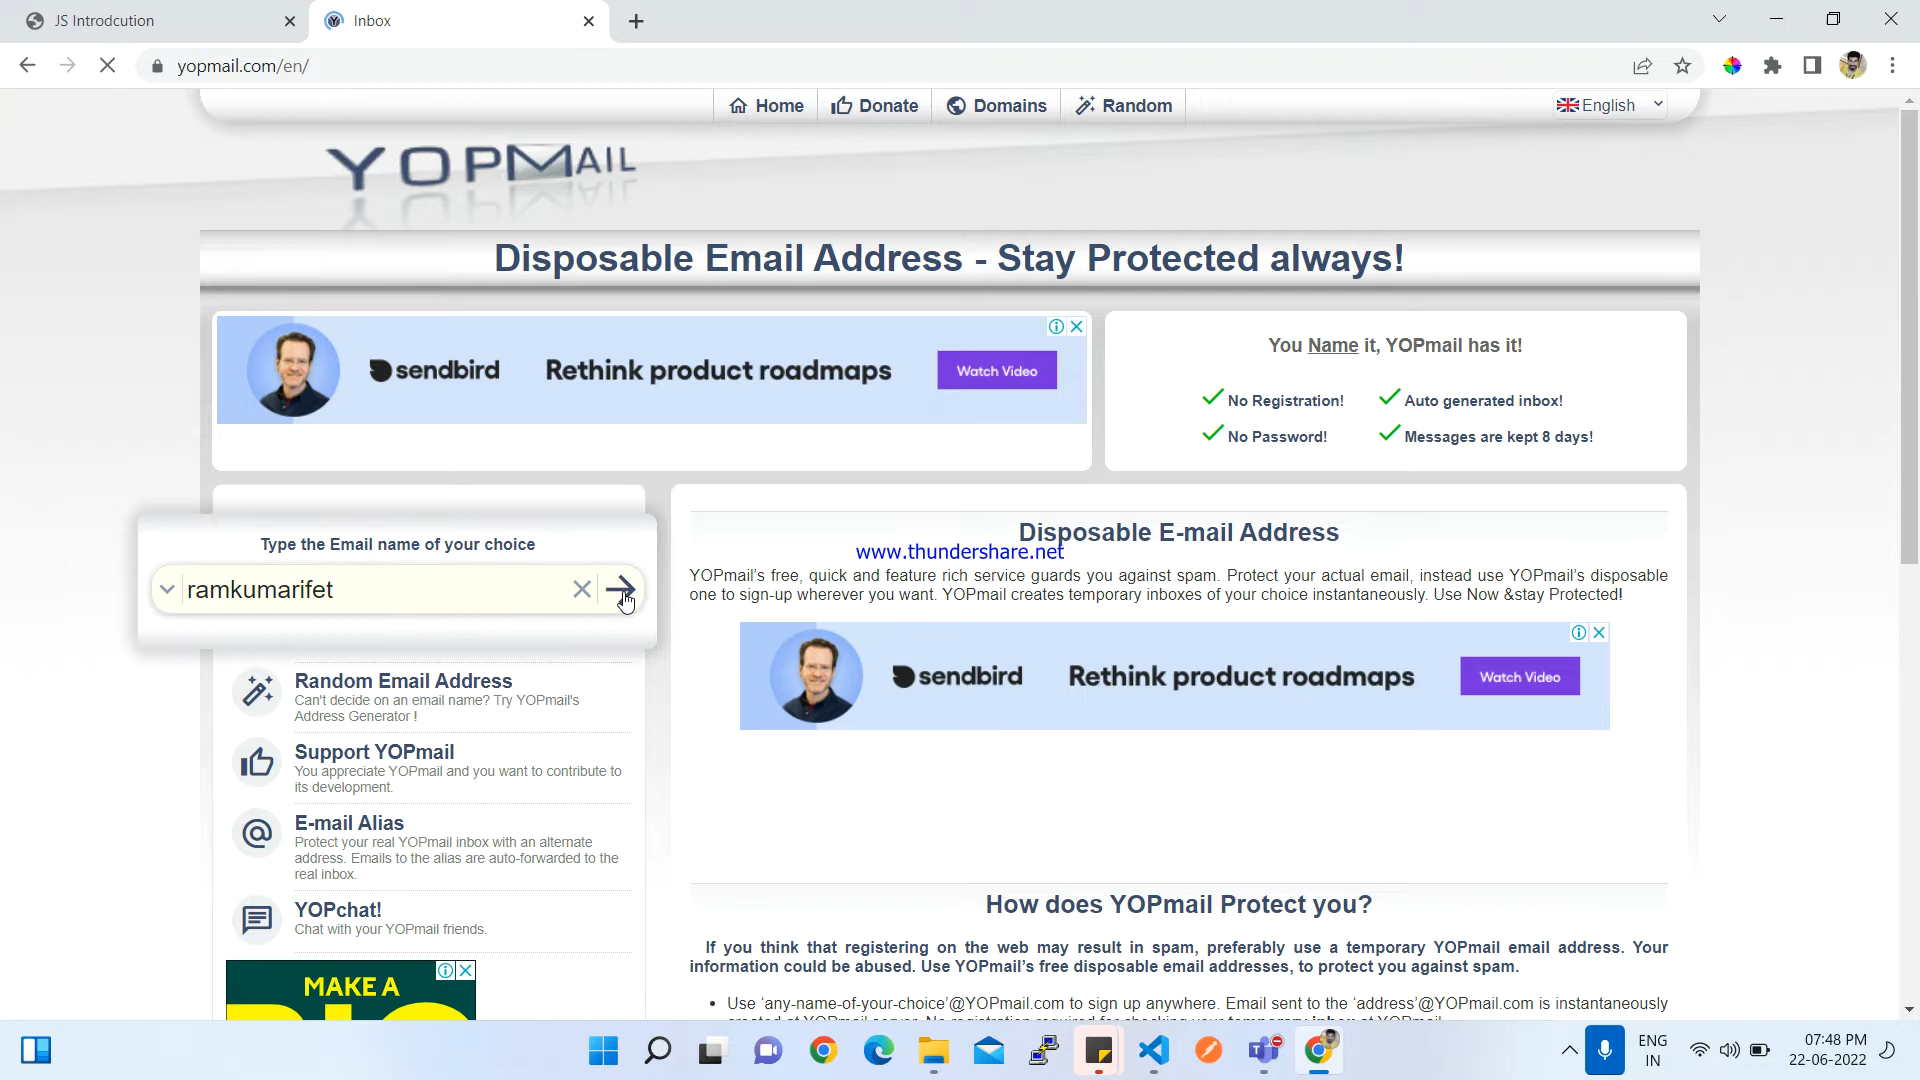 JS Introdcution
Inbox
yopmail.com/en/
Home
Donate
Domains
Random
English
YOPMAIL
Disposable Email Address - Stay Protected always!
sendbird
Rethink product roadmaps
Watch Video
You Name it, YOPmail has it!
No Registration!
Auto generated inbox!
No Password!
Messages are kept 8 days!
Type the Email name of your choice
ramkumarifet
Random Email Address
Can't decide on an email name? Try YOPmail's
Address Generator !
Support YOPmail
You appreciate YOPmail and you want to contribute to
its development.
E-mail Alias
Protect your real YOPmail inbox with an alternate
address. Emails to the alias are auto-forwarded to the
real inbox.
YOPchat!
Chat with your YOPmail friends.
MAKE A
Disposable E-mail Address
www.thundershare.net
YOPmail's free, quick and feature rich service guards you against spam. Protect your actual email, instead use YOPmail's disposable
one to sign-up wherever you want. YOPmail creates temporary inboxes of your choice instantaneously. Use Now &stay Protected!
sendbird
Rethink product roadmaps
Watch Video
How does YOPmail Protect you?
If you think that registering on the web may result in spam, preferably use a temporary YOPmail email address. Your
information could be abused. Use YOPmail's free disposable email addresses, to protect you against spam.
• Use 'any-name-of-your-choice'@YOPmail.com to sign up anywhere. Email sent to the 'address'@YOPmail.com is instantaneously
ENG
IN
07:48 PM
22-06-2022